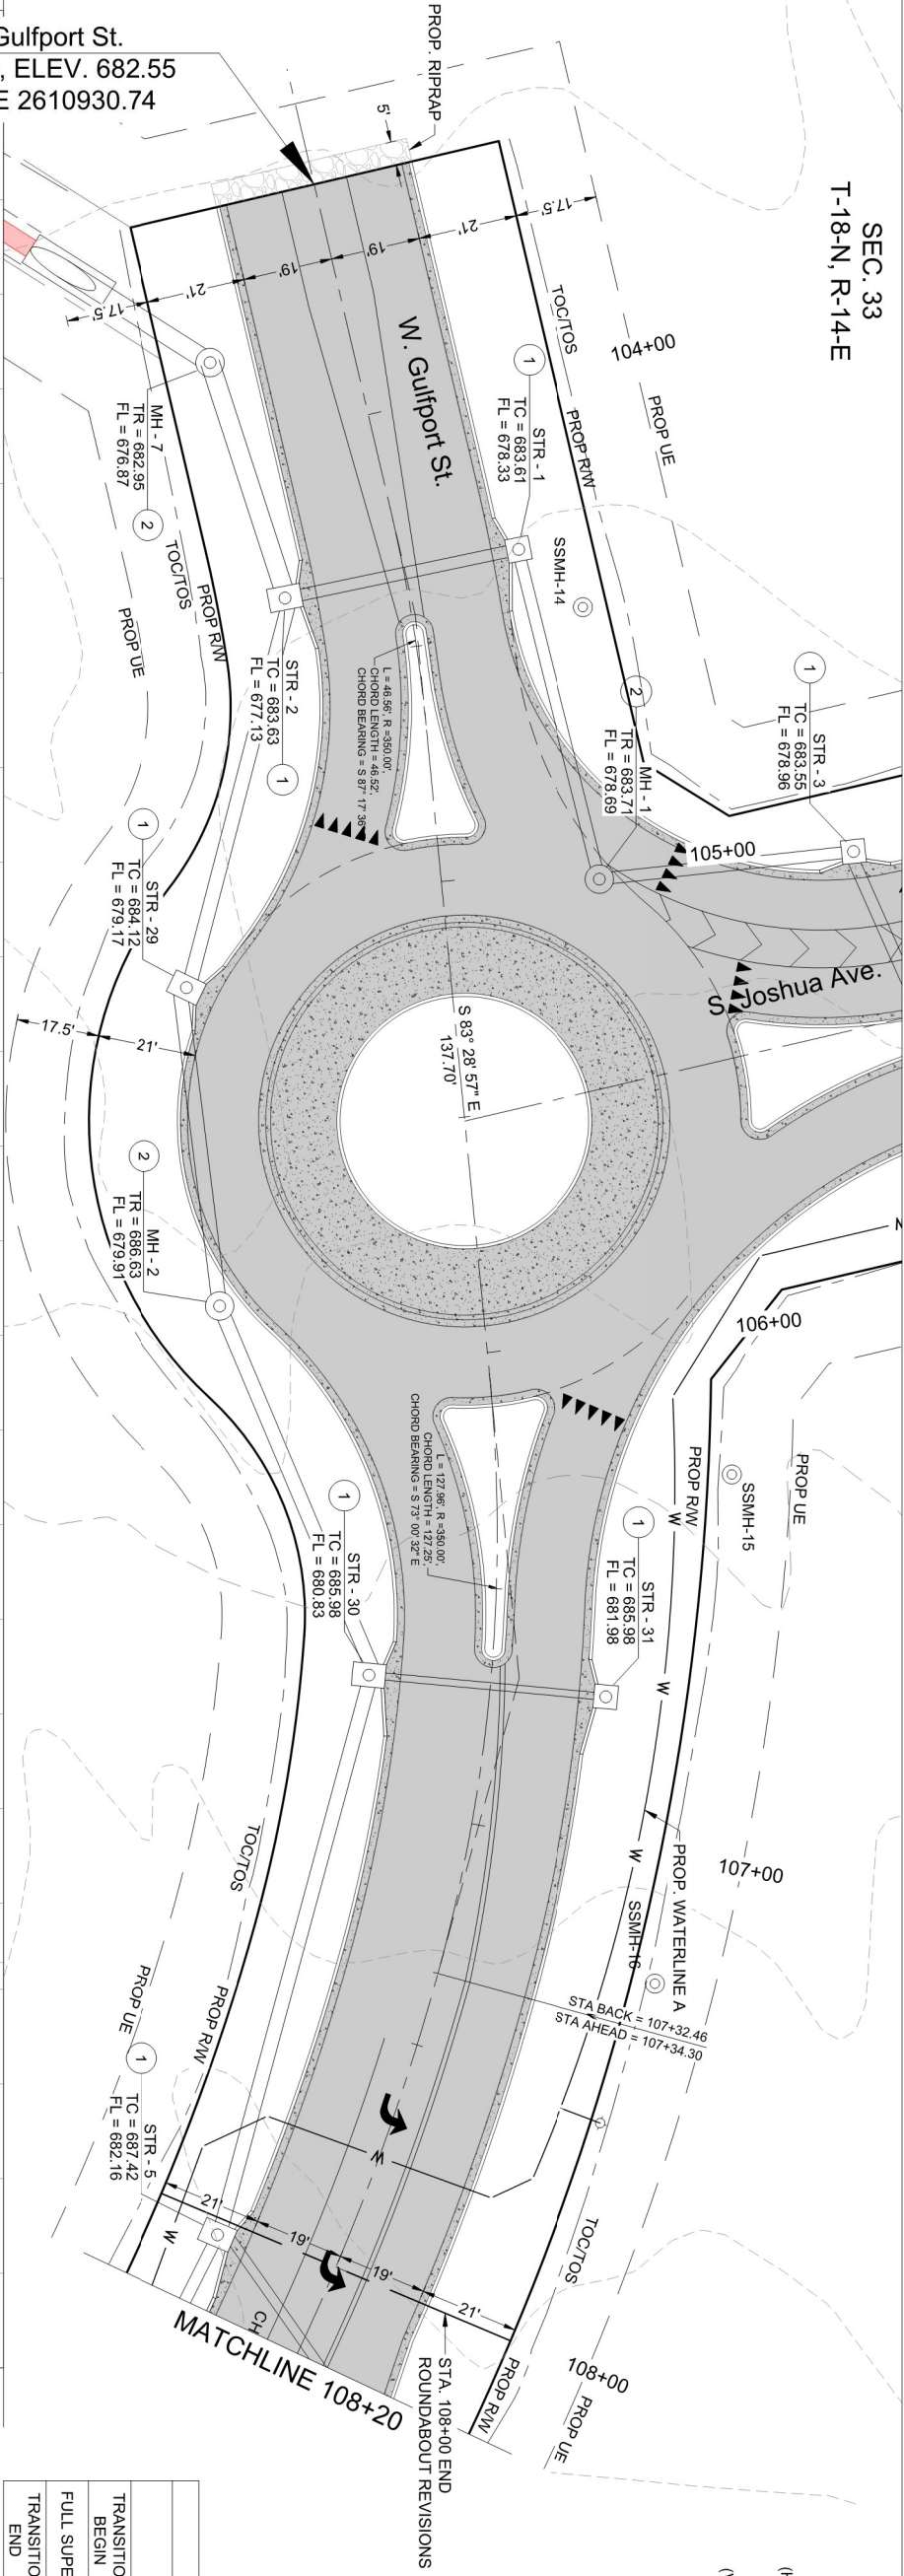 Gulfport St.
, ELEV. 682.55
E 2610930.74
PROP. RIPRAP
5'
SEC. 33
T-18-N, R-14-E
17.5'
21'
19'
19'
21'
17.5'
TOC/TOS
104+00
PROP R/W
PROP UE
W. Gulfport St.
1
STR - 1
TC = 683.61
FL = 678.33
SSMH-14
MH - 7
TR = 682.95
FL = 676.87
2
TOC/TOS
PROP R/W
PROP UE
STR - 2
TC = 683.63
FL = 677.13
1
L = 46.56', R =350.00',
CHORD LENGTH = 46.52',
CHORD BEARING = S 87° 17' 36"
2
MH - 1
TR = 683.71
FL = 678.69
1
STR - 3
TC = 683.55
FL = 678.96
105+00
S. Joshua Ave.
1
STR - 29
TC = 684.12
FL = 679.17
17.5'
21'
S 83° 28' 57" E
137.70'
2
MH - 2
TR = 686.63
FL = 679.91
106+00
PROP R/W
W
SSMH-15
PROP UE
L = 127.96', R =350.00',
CHORD LENGTH = 127.25',
CHORD BEARING = S 73° 00' 32" E
1
STR - 30
TC = 685.98
FL = 680.83
1
STR - 31
TC = 685.98
FL = 681.98
W
W
PROP. WATERLINE A
107+00
SSMH-16
TOC/TOS
PROP R/W
PROP UE
STA BACK = 107+32.46
STA AHEAD = 107+34.30
1
STR - 5
TC = 687.42
FL = 682.16
W
W
21'
19'
19'
21'
TOC/TOS
108+00
PROP R/W
PROP UE
CH
MATCHLINE 108+20
STA. 108+00 END
ROUNDABOUT REVISIONS
TRANSITIO
BEGIN
FULL SUPE
TRANSITIO
END